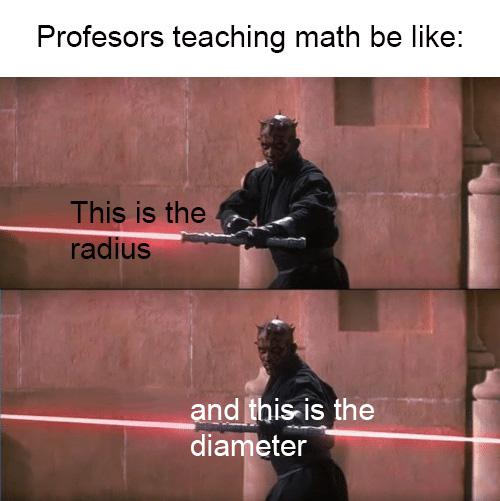 Profesors teaching math be like:
This is the
radius
and this is the
diameter